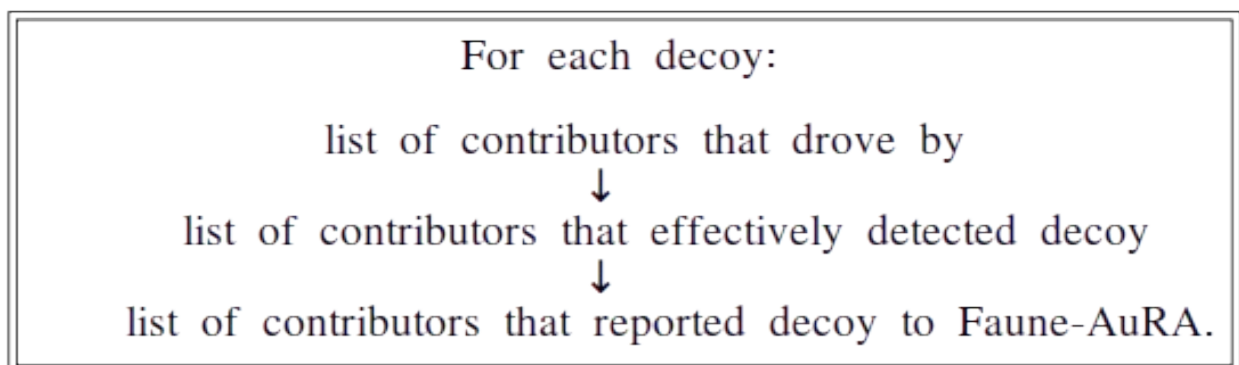 For each decoy:
list of contributors that drove by
↓
list of contributors that effectively detected decoy
↓
list of contributors that reported decoy to Faune-AuRA.